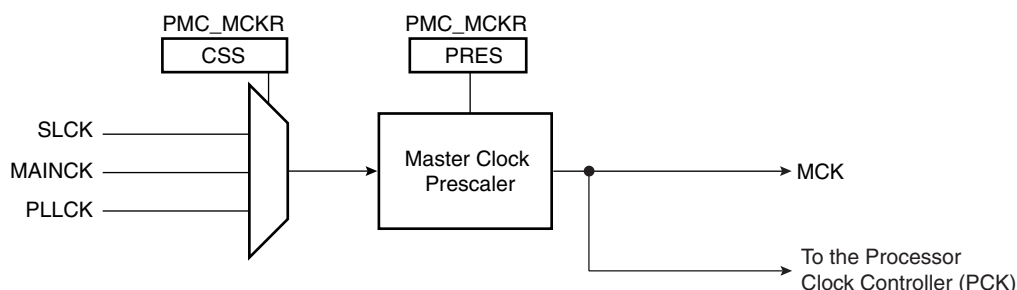 PMC_MCKR
PMC_MCKR
CSS
PRES
SLCK
MAINCK
PLLCK
Master Clock
Prescaler
MCK
To the Processor
Clock Controller (PCK)